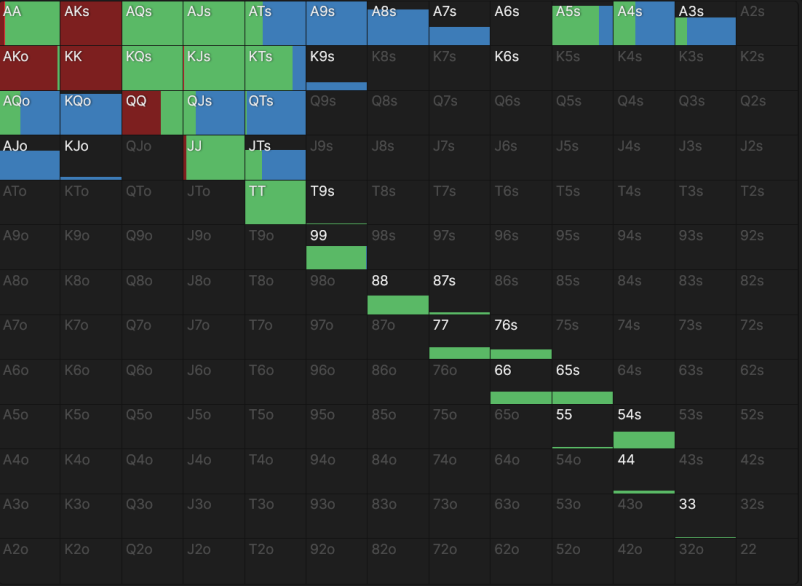 AA AKs AQs AJs ATs A9s A8s A7s A6s A5s A4s A3s A2s
AKo KK KQs KJs KTs K9s K8s K7s K6s K5s K4s K3s K2s
AQo KQo QQ QJs QTs Q9s Q8s Q7s Q6s Q5s Q4s Q3s Q2s
AJo KJo QJo JJ JTs J9s J8s J7s J6s J5s J4s J3s J2s
ATo KTo QTo JTo TT T9s T8s T7s T6s T5s T4s T3s T2s
A9o K9o Q9o J9o T9o 99 98s 97s 96s 95s 94s 93s 92s
A8o K8o Q8o J8o T8o 98o 88 87s 86s 85s 84s 83s 82s
A7o K7o Q7o J7o T7o 97o 87o 77 76s 75s 74s 73s 72s
A6o K6o Q6o J6o T6o 96o 86o 76o 66 65s 64s 63s 62s
A5o K5o Q5o J5o T5o 95o 85o 75o 65o 55 54s 53s 52s
A4o K4o Q4o J4o T4o 94o 84o 74o 64o 54o 44 43s 42s
A3o K3o Q3o J3o T3o 93o 83o 73o 63o 53o 43o 33 32s
A2o K2o Q2o J2o T2o 92o 82o 72o 62o 52o 42o 32o 22